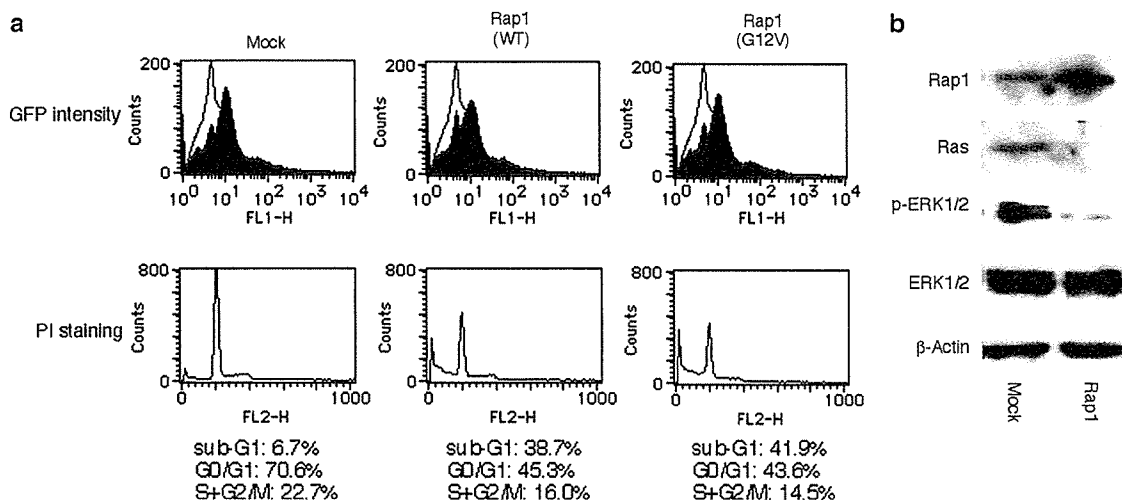 a
Mock
Rap1
(WT)
Rap1
(G12V)
GFP intensity
Counts
200
0
10^0 10^1 10^2 10^3 10^4
FL1-H
Counts
200
0
10^0 10^1 10^2 10^3 10^4
FL1-H
Counts
200
0
10^0 10^1 10^2 10^3 10^4
FL1-H
PI staining
Counts
800
0
0 1000
FL2-H
Counts
800
0
0 1000
FL2-H
Counts
800
0
0 1000
FL2-H
sub-G1: 6.7%
G0/G1: 70.6%
S+G2/M: 22.7%
sub-G1: 38.7%
G0/G1: 45.3%
S+G2/M: 16.0%
sub-G1: 41.9%
G0/G1: 43.6%
S+G2/M: 14.5%
b
Rap1
Ras
p-ERK1/2
ERK1/2
β-Actin
Mock
Rap1